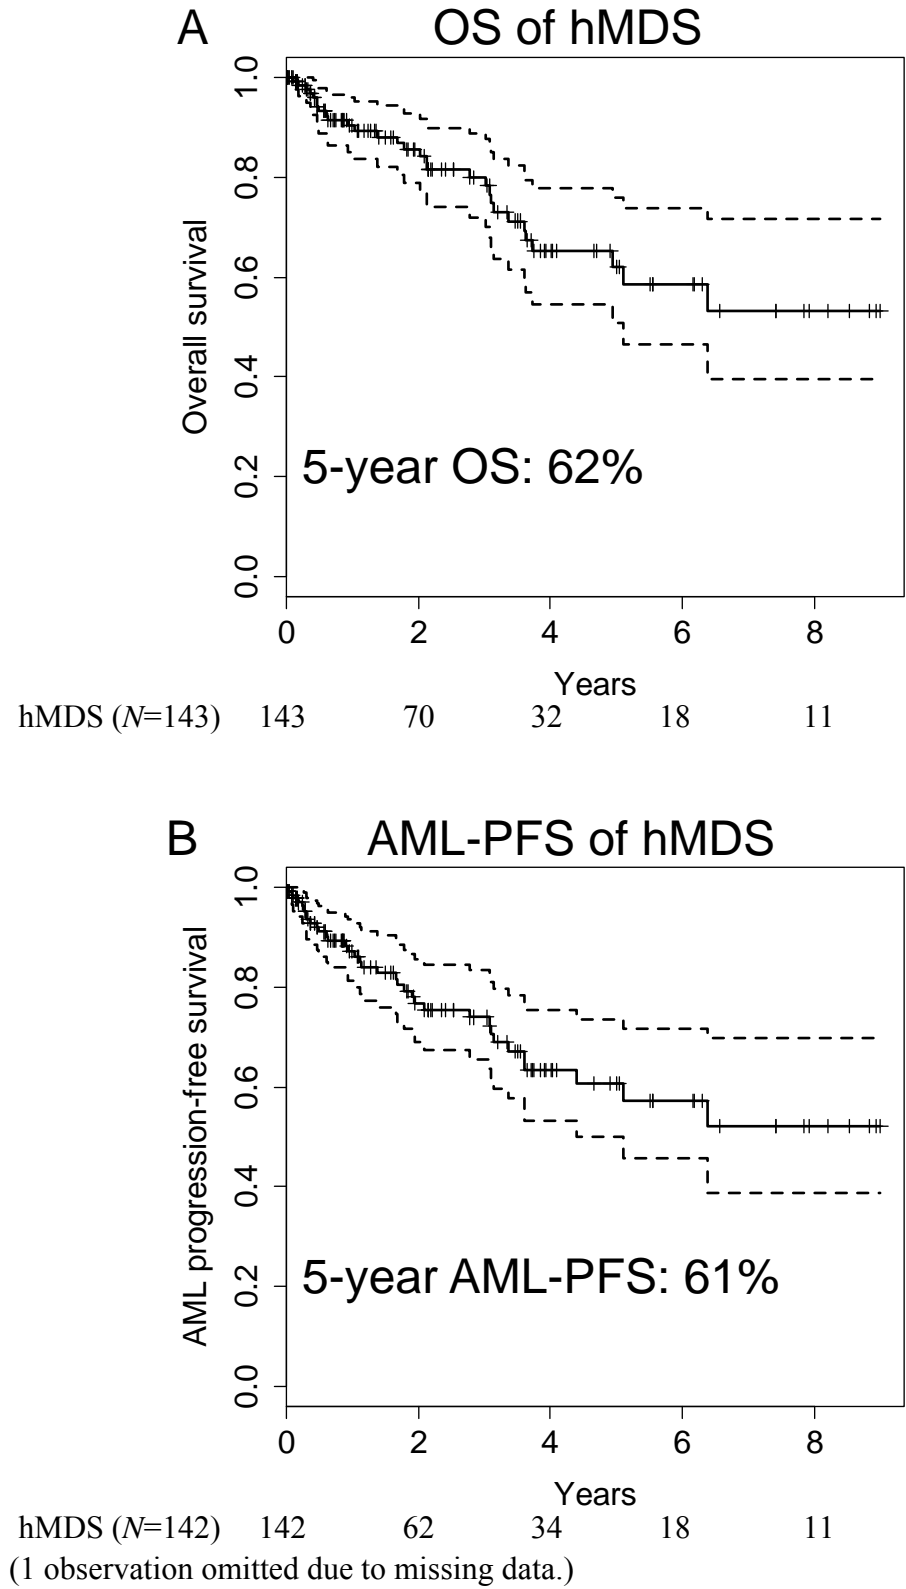 A OS of hMDS
Overall survival
1.0
0.8
0.6
0.4
0.2
0.0
5-year OS: 62%
0 2 4 6 8
Years
hMDS (N=143) 143 70 32 18 11
B AML-PFS of hMDS
AML progression-free survival
1.0
0.8
0.6
0.4
0.2
0.0
5-year AML-PFS: 61%
0 2 4 6 8
Years
hMDS (N=142) 142 62 34 18 11
(1 observation omitted due to missing data.)